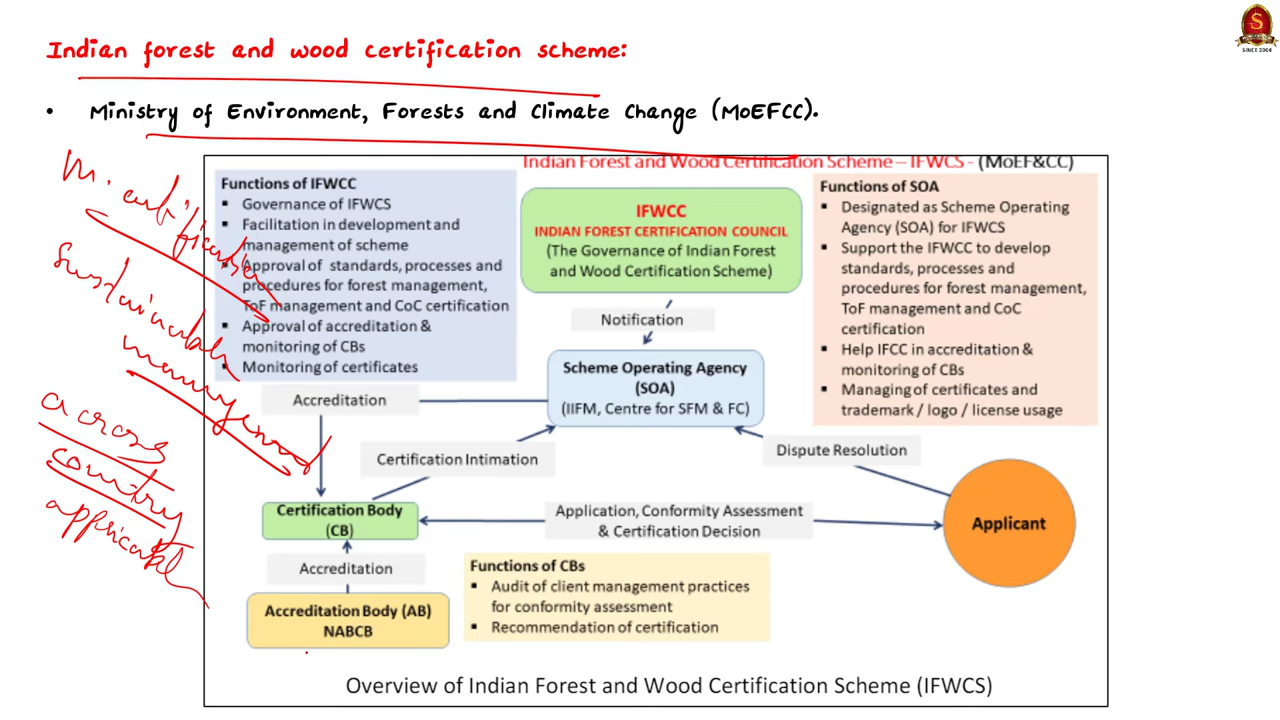 Indian forest and wood certification scheme:
• Ministry of Environment, Forests and Climate Change (MoEFCC).
S
SINCE 2004
M. certification
Sustainable
management
across
country
applicable
Indian Forest and Wood Certification Scheme – IFWCS - (MoEF&CC)
Functions of IFWCC
▪ Governance of IFWCS
▪ Facilitation in development and
management of scheme
▪ Approval of standards, processes and
procedures for forest management,
ToF management and CoC certification
▪ Approval of accreditation &
monitoring of CBs
▪ Monitoring of certificates
IFWCC
INDIAN FOREST CERTIFICATION COUNCIL
(The Governance of Indian Forest
and Wood Certification Scheme)
Functions of SOA
▪ Designated as Scheme Operating
Agency (SOA) for IFWCS
▪ Support the IFWCC to develop
standards, processes and
procedures for forest management,
ToF management and CoC
certification
▪ Help IFCC in accreditation &
monitoring of CBs
▪ Managing of certificates and
trademark / logo / license usage
Notification
Scheme Operating Agency
(SOA)
(IIFM, Centre for SFM & FC)
Accreditation
Certification Intimation
Dispute Resolution
Certification Body
(CB)
Application, Conformity Assessment
& Certification Decision
Applicant
Accreditation
Accreditation Body (AB)
NABCB
Functions of CBs
▪ Audit of client management practices
for conformity assessment
▪ Recommendation of certification
Overview of Indian Forest and Wood Certification Scheme (IFWCS)